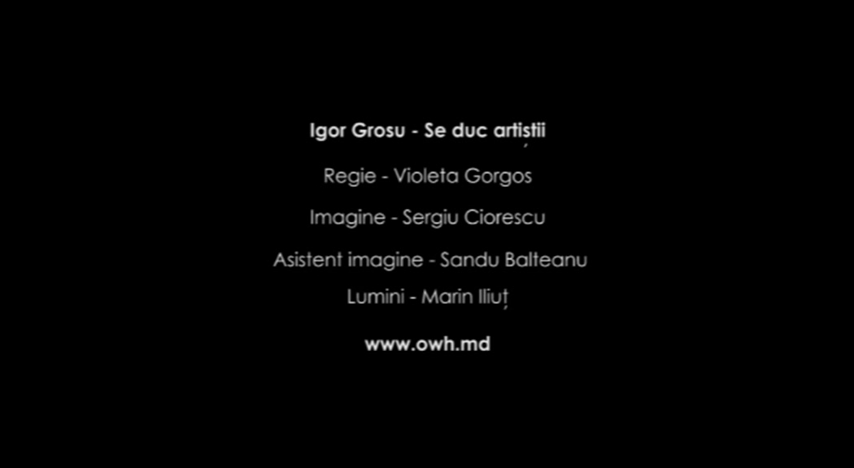 Igor Grosu - Se duc artiștii
Regie - Violeta Gorgos
Imagine - Sergiu Ciorescu
Asistent imagine - Sandu Balteanu
Lumini - Marin Iliuț
www.owh.md